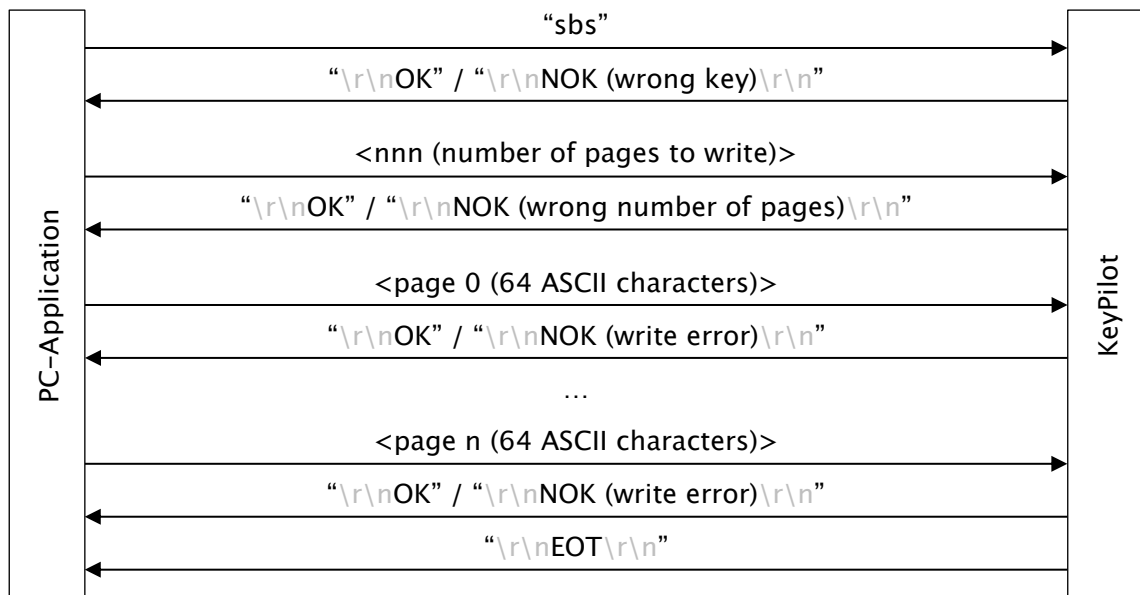 “sbs”
“\r\nOK” / “\r\nNOK (wrong key)\r\n”
<nnn (number of pages to write)>
“\r\nOK” / “\r\nNOK (wrong number of pages)\r\n”
<page 0 (64 ASCII characters)>
“\r\nOK” / “\r\nNOK (write error)\r\n”
…
<page n (64 ASCII characters)>
“\r\nOK” / “\r\nNOK (write error)\r\n”
“\r\nEOT\r\n”
PC-Application
KeyPilot